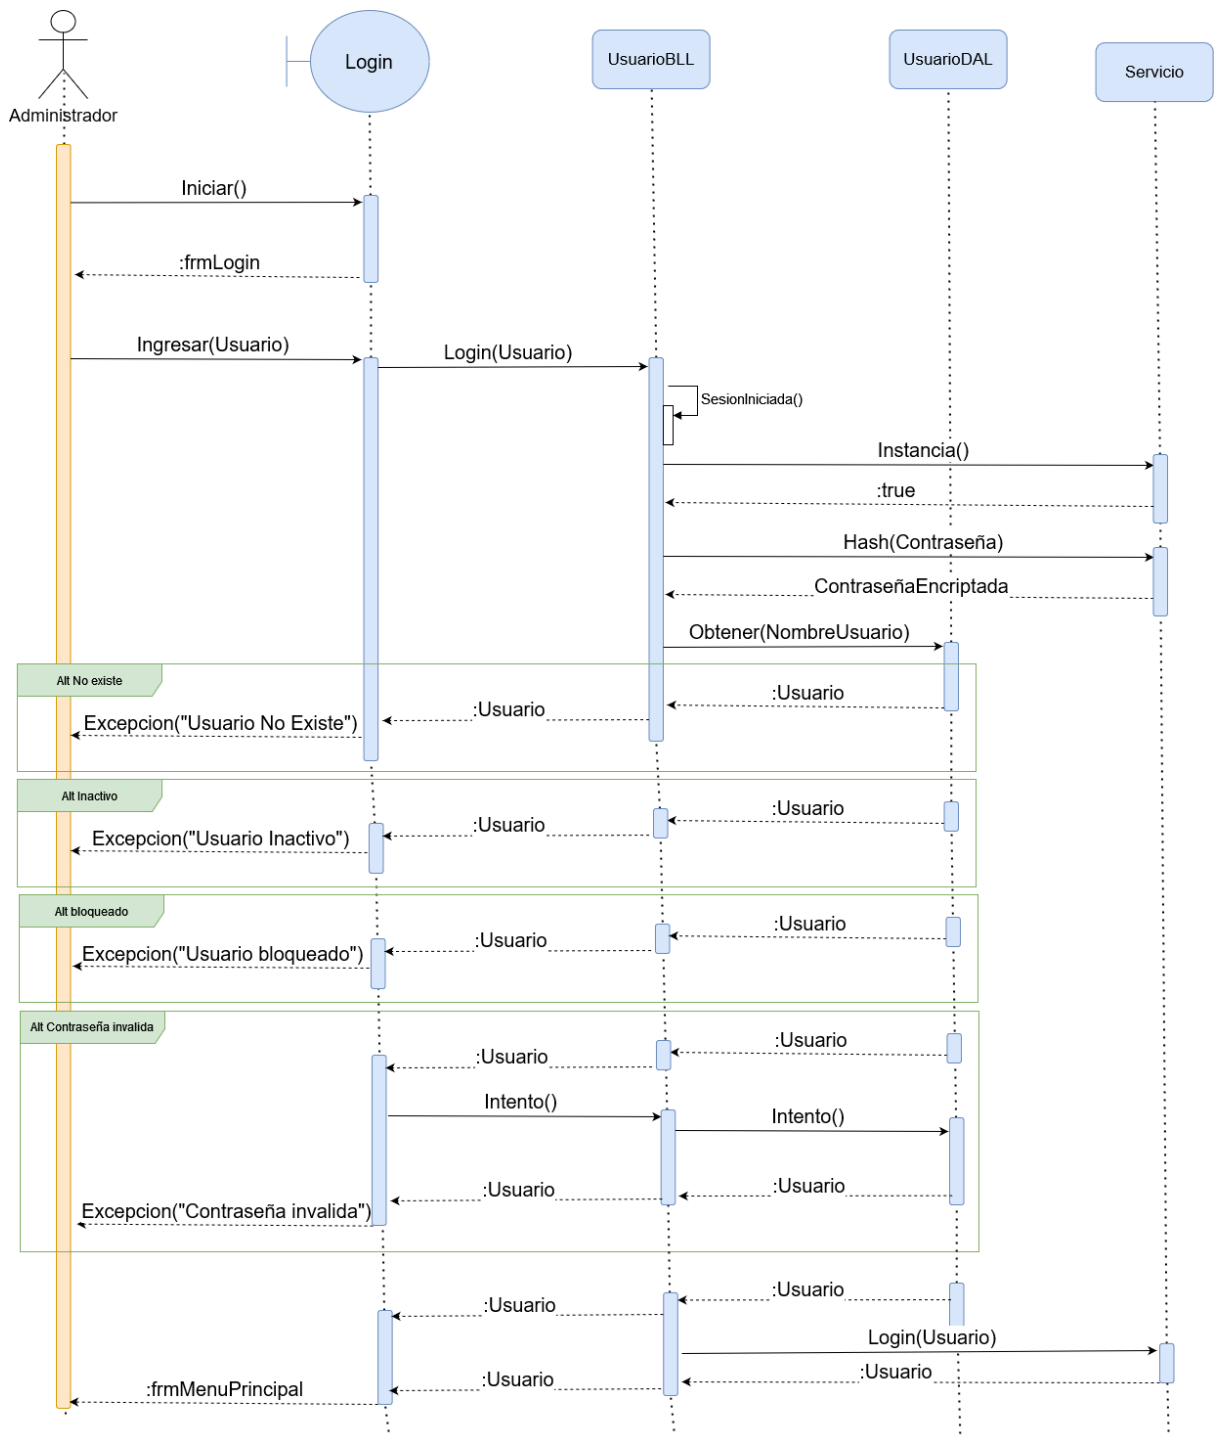 Administrador
Login
UsuarioBLL
UsuarioDAL
Servicio
Iniciar()
:frmLogin
Ingresar(Usuario)
Login(Usuario)
SesionIniciada()
Instancia()
:true
Hash(Contraseña)
ContraseñaEncriptada
Obtener(NombreUsuario)
Alt No existe
:Usuario
:Usuario
Excepcion("Usuario No Existe")
Alt Inactivo
:Usuario
:Usuario
Excepcion("Usuario Inactivo")
Alt bloqueado
:Usuario
:Usuario
Excepcion("Usuario bloqueado")
Alt Contraseña invalida
:Usuario
:Usuario
Intento()
Intento()
:Usuario
:Usuario
Excepcion("Contraseña invalida")
:Usuario
:Usuario
Login(Usuario)
:Usuario
:Usuario
:frmMenuPrincipal